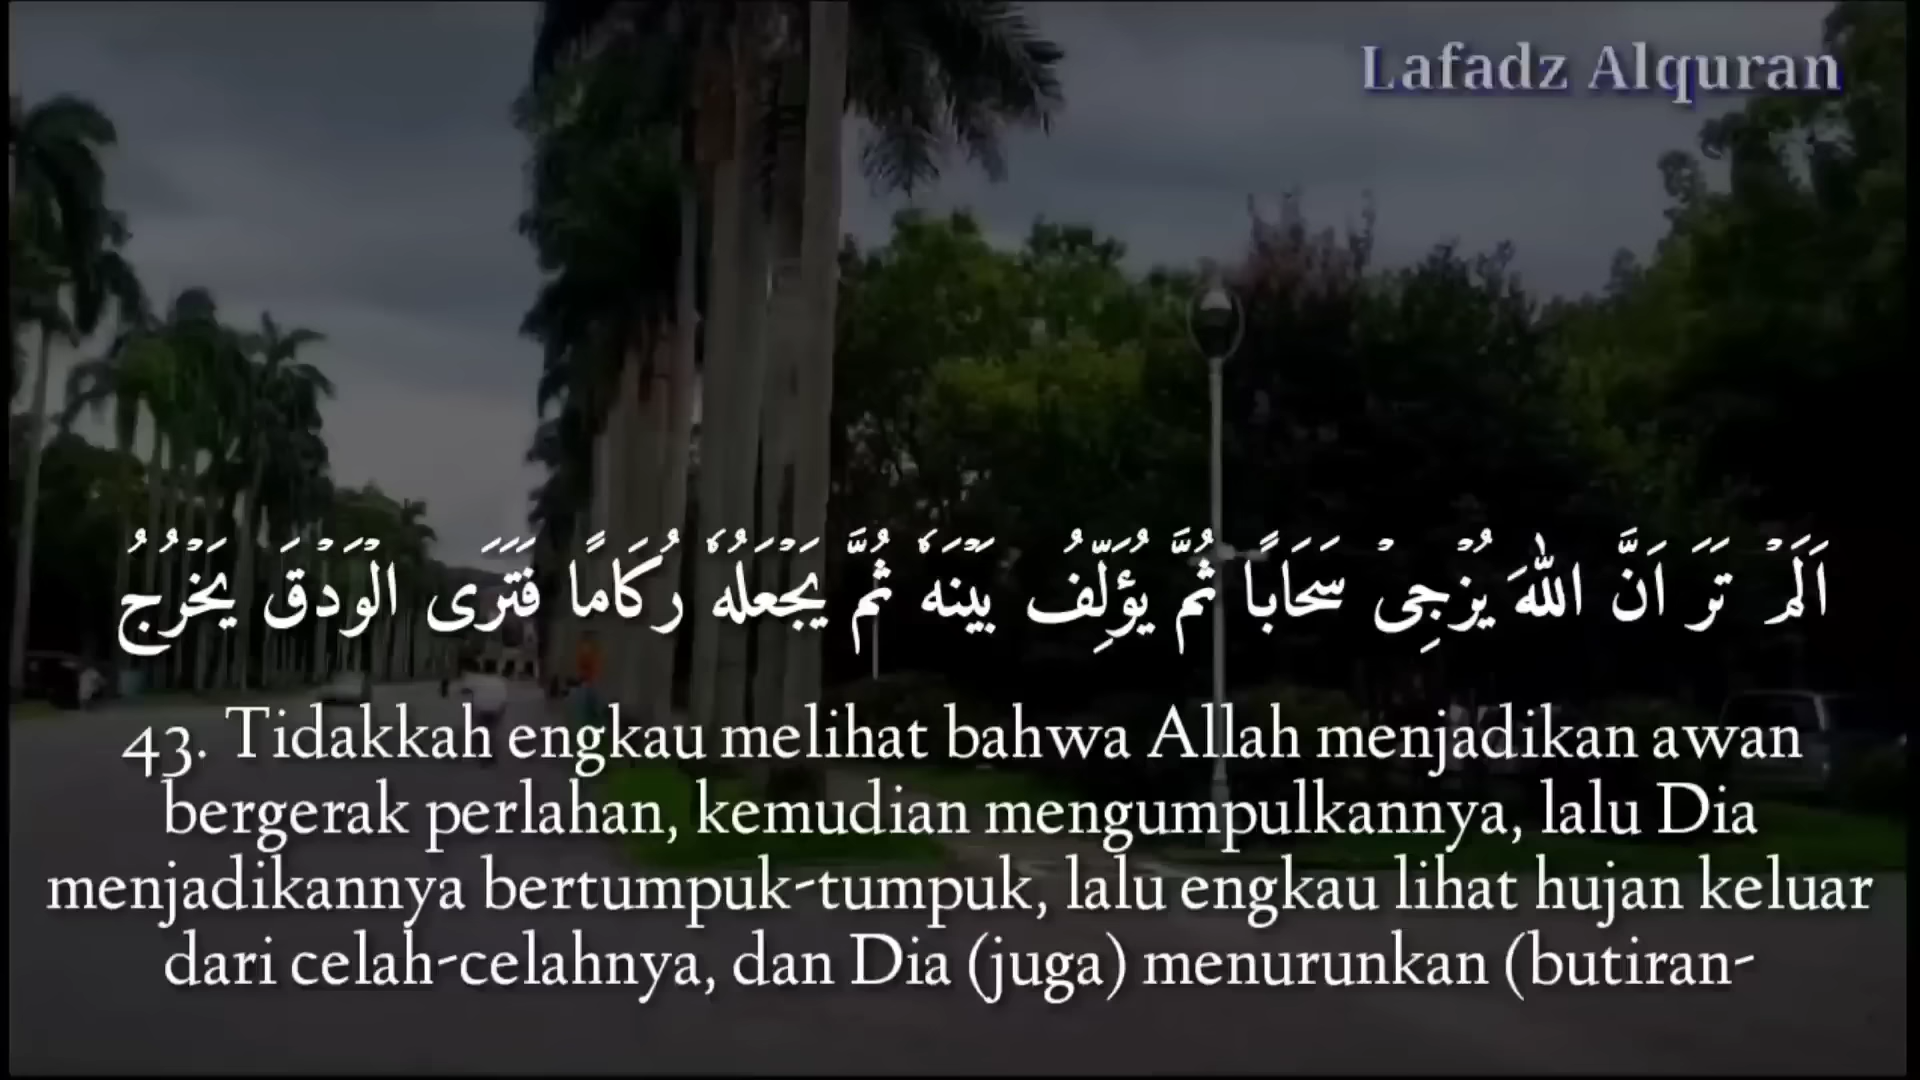 Lafadz Alquran
اَلَمۡ تَرَ اَنَّ اللّٰهَ يُزۡجِىۡ سَحَابًا ثُمَّ يُؤَلِّفُ بَيۡنَهٗ ثُمَّ يَجۡعَلُهٗ رُكَامًا فَتَرَى الۡوَدۡقَ يَخۡرُجُ
43. Tidakkah engkau melihat bahwa Allah menjadikan awan
bergerak perlahan, kemudian mengumpulkannya, lalu Dia
menjadikannya bertumpuk-tumpuk, lalu engkau lihat hujan keluar
dari celah-celahnya, dan Dia (juga) menurunkan (butiran-